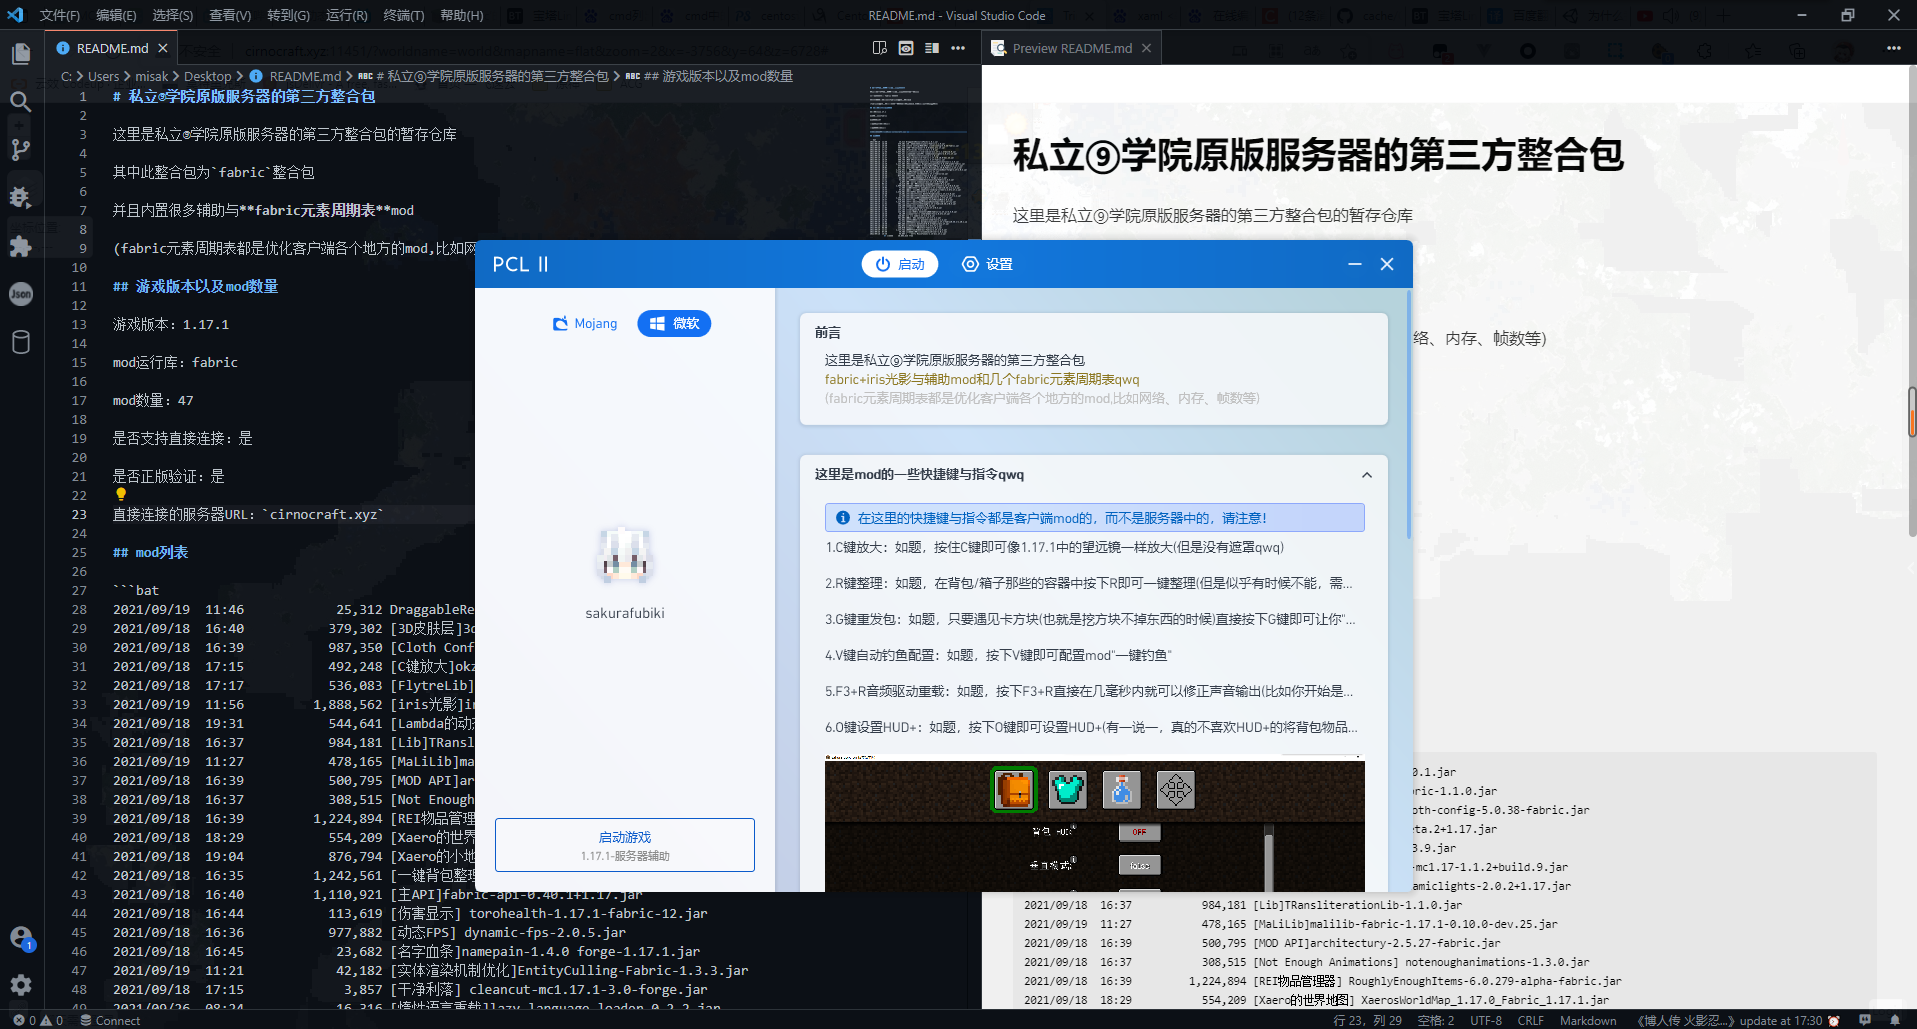 文件(F) 编辑(E) 选择(S) 查看(V) 转到(G) 运行(R) 终端(T) 帮助(H)
README.md - Visual Studio Code
README.md
Preview README.md
C: > Users > misak > Desktop > README.md > # 私立⑨学院原版服务器的第三方整合包 > ## 游戏版本以及mod数量
1 # 私立⑨学院原版服务器的第三方整合包
2
3 这里是私立⑨学院原版服务器的第三方整合包的暂存仓库
4
5 其中此整合包为`fabric`整合包
6
7 并且内置很多辅助与**fabric元素周期表**mod
8
9 (fabric元素周期表都是优化客户端各个地方的mod,比如网
10
11 ## 游戏版本以及mod数量
12
13 游戏版本: 1.17.1
14
15 mod运行库: fabric
16
17 mod数量: 47
18
19 是否支持直接连接: 是
20
21 是否正版验证: 是
22
23 直接连接的服务器URL: `cirnocraft.xyz`
24
25 ## mod列表
26
27 ```bat
28 2021/09/19 11:46 25,312 DraggableRe
29 2021/09/18 16:40 379,302 [3D皮肤层]3d
30 2021/09/18 16:39 987,350 [Cloth Conf
31 2021/09/18 17:15 492,248 [C键放大]okz
32 2021/09/18 17:17 536,083 [FlytreLib]
33 2021/09/19 11:56 1,888,562 [iris光影]ir
34 2021/09/18 19:31 544,641 [Lambda的动
35 2021/09/18 16:37 984,181 [Lib]TRansl
36 2021/09/19 11:27 478,165 [MaLiLib]ma
37 2021/09/18 16:39 500,795 [MOD API]ar
38 2021/09/18 16:37 308,515 [Not Enough
39 2021/09/18 16:39 1,224,894 [REI物品管理
40 2021/09/18 18:29 554,209 [Xaero的世界
41 2021/09/18 19:04 876,794 [Xaero的小地
42 2021/09/18 16:35 1,242,561 [一键背包整理
43 2021/09/18 16:40 1,110,921 [主API]fabric-api-0.40.1+1.17.jar
44 2021/09/18 16:44 113,619 [伤害显示] torohealth-1.17.1-fabric-12.jar
45 2021/09/18 16:36 977,882 [动态FPS] dynamic-fps-2.0.5.jar
46 2021/09/18 16:45 23,682 [名字血条]namepain-1.4.0 forge-1.17.1.jar
47 2021/09/19 11:21 42,182 [实体渲染机制优化]EntityCulling-Fabric-1.3.3.jar
48 2021/09/18 17:15 3,857 [干净利落] cleancut-mc1.17.1-3.0-forge.jar
49 2021/09/26 08:24 16,316 [惰性语言重载]lazy-language-loader-0.2.2.jar
私立⑨学院原版服务器的第三方整合包
这里是私立⑨学院原版服务器的第三方整合包的暂存仓库
络、内存、帧数等)
PCL II
启动
设置
Mojang
微软
sakurafubiki
启动游戏
1.17.1-服务器辅助
前言
这里是私立⑨学院原版服务器的第三方整合包
fabric+iris光影与辅助mod和几个fabric元素周期表qwq
(fabric元素周期表都是优化客户端各个地方的mod,比如网络、内存、帧数等)
这里是mod的一些快捷键与指令qwq
在这里的快捷键与指令都是客户端mod的，而不是服务器中的，请注意!
1.C键放大：如题，按住C键即可像1.17.1中的望远镜一样放大(但是没有遮罩qwq)
2.R键整理：如题，在背包/箱子那些的容器中按下R即可一键整理(但是似乎有时候不能，需...
3.G键重发包：如题，只要遇见卡方块(也就是挖方块不掉东西的时候)直接按下G键即可让你"...
4.V键自动钓鱼配置：如题，按下V键即可配置mod"一键钓鱼"
5.F3+R音频驱动重载：如题，按下F3+R直接在几毫秒内就可以修正声音输出(比如你开始是...
6.O键设置HUD+：如题，按下O键即可设置HUD+(有一说一，真的不喜欢HUD+的将背包物品...
背包 HUD
OFF
垂直模式
false
0.1.jar
ric-1.1.0.jar
oth-config-5.0.38-fabric.jar
eta.2+1.17.jar
3.9.jar
-mc1.17-1.1.2+build.9.jar
amiclights-2.0.2+1.17.jar
2021/09/18 16:37 984,181 [Lib]TRansliterationLib-1.1.0.jar
2021/09/19 11:27 478,165 [MaLiLib]malilib-fabric-1.17.1-0.10.0-dev.25.jar
2021/09/18 16:39 500,795 [MOD API]architectury-2.5.27-fabric.jar
2021/09/18 16:37 308,515 [Not Enough Animations] notenoughanimations-1.3.0.jar
2021/09/18 16:39 1,224,894 [REI物品管理器] RoughlyEnoughItems-6.0.279-alpha-fabric.jar
2021/09/18 18:29 554,209 [Xaero的世界地图] XaerosWorldMap_1.17.0_Fabric_1.17.1.jar
0 0 Connect
行 23，列 29 空格: 2 UTF-8 CRLF Markdown 《博人传 火影忍...》update at 17:30